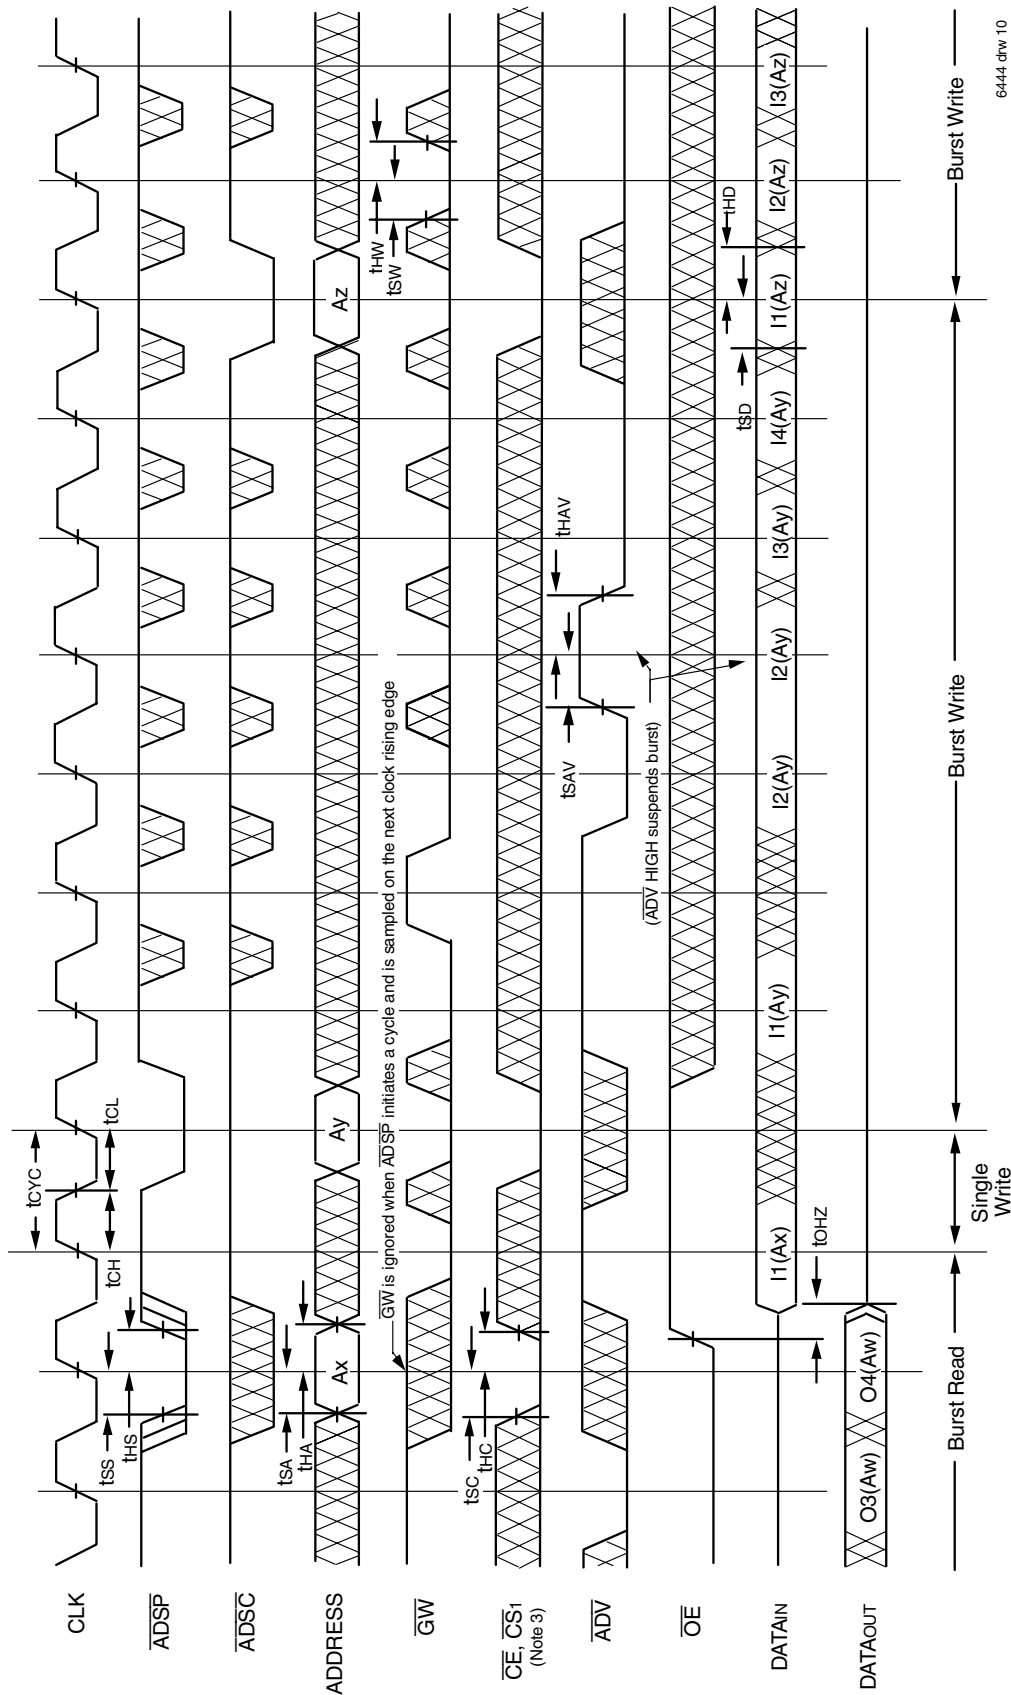 CLK
tCYC
tCH
tCL
ADSP
tSS
tHS
ADSC
ADDRESS
Ax
Ay
Az
tSA
tHA
GW
GW is ignored when ADSP initiates a cycle and is sampled on the next clock rising edge
tHW
tSW
CE, CS1
(Note 3)
tSC
tHC
ADV
tSAV
tHAV
(ADV HIGH suspends burst)
OE
DATAIN
I1(Ax)
I1(Ay)
I2(Ay)
I2(Ay)
I3(Ay)
I4(Ay)
I1(Az)
I2(Az)
I3(Az)
tSD
tHD
tOHZ
DATAOUT
O3(Aw)
O4(Aw)
Burst Read
Single
Write
Burst Write
Burst Write
6444 drw 10